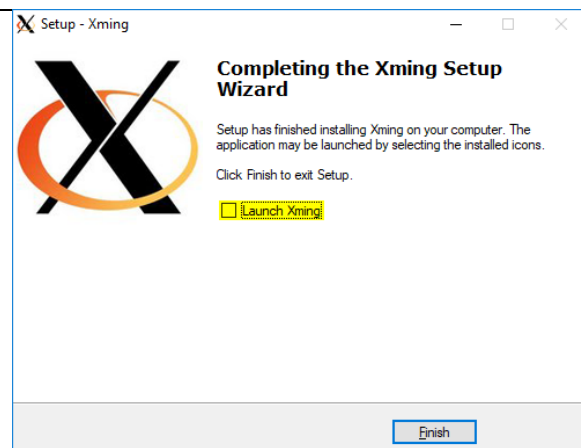 Setup - Xming
Completing the Xming Setup
Wizard
Setup has finished installing Xming on your computer. The
application may be launched by selecting the installed icons.
Click Finish to exit Setup.
Launch Xming
Finish